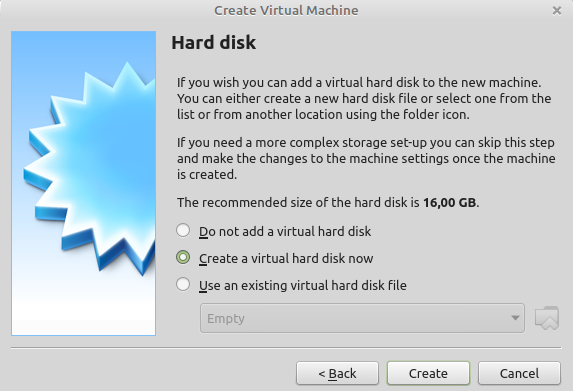 Create Virtual Machine
Hard disk
If you wish you can add a virtual hard disk to the new machine.
You can either create a new hard disk file or select one from the
list or from another location using the folder icon.
If you need a more complex storage set-up you can skip this step
and make the changes to the machine settings once the machine
is created.
The recommended size of the hard disk is 16,00 GB.
Do not add a virtual hard disk
Create a virtual hard disk now
Use an existing virtual hard disk file
Empty
< Back
Create
Cancel